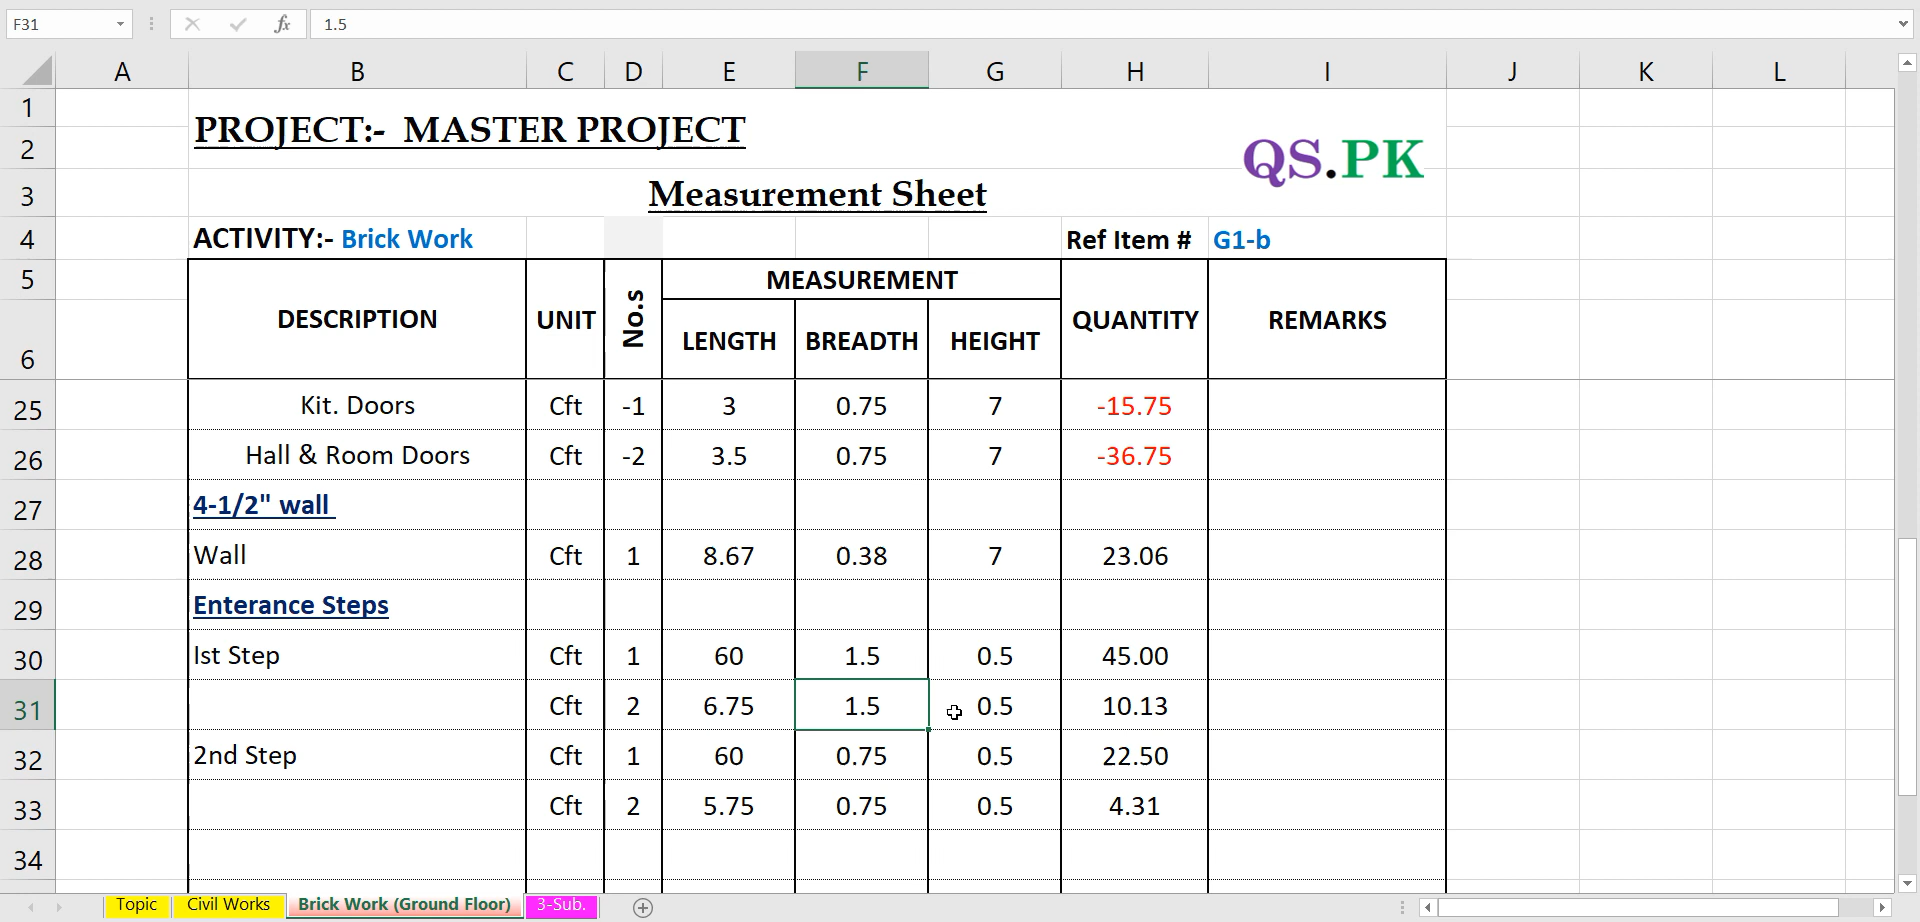 F31 fx 1.5
A B C D E F G H I J K L
1
PROJECT:- MASTER PROJECT
2
QS.PK
3 Measurement Sheet
4 ACTIVITY:- Brick Work Ref Item # G1-b
5 MEASUREMENT
DESCRIPTION UNIT No.s QUANTITY REMARKS
6 LENGTH BREADTH HEIGHT
25 Kit. Doors Cft -1 3 0.75 7 -15.75
26 Hall & Room Doors Cft -2 3.5 0.75 7 -36.75
27 4-1/2" wall
28 Wall Cft 1 8.67 0.38 7 23.06
29 Enterance Steps
30 Ist Step Cft 1 60 1.5 0.5 45.00
31 Cft 2 6.75 1.5 0.5 10.13
32 2nd Step Cft 1 60 0.75 0.5 22.50
33 Cft 2 5.75 0.75 0.5 4.31
34
Topic Civil Works Brick Work (Ground Floor) 3-Sub.